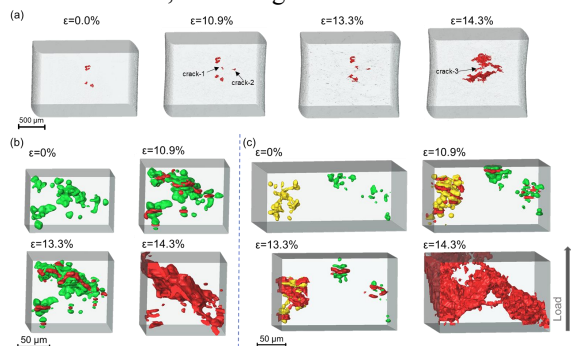 (a)
ε=0.0%
ε=10.9%
ε=13.3%
ε=14.3%
crack-1
crack-2
crack-3
500 μm
(b)
ε=0%
ε=10.9%
ε=13.3%
ε=14.3%
50 μm
(c)
ε=0%
ε=10.9%
ε=13.3%
ε=14.3%
50 μm
Load